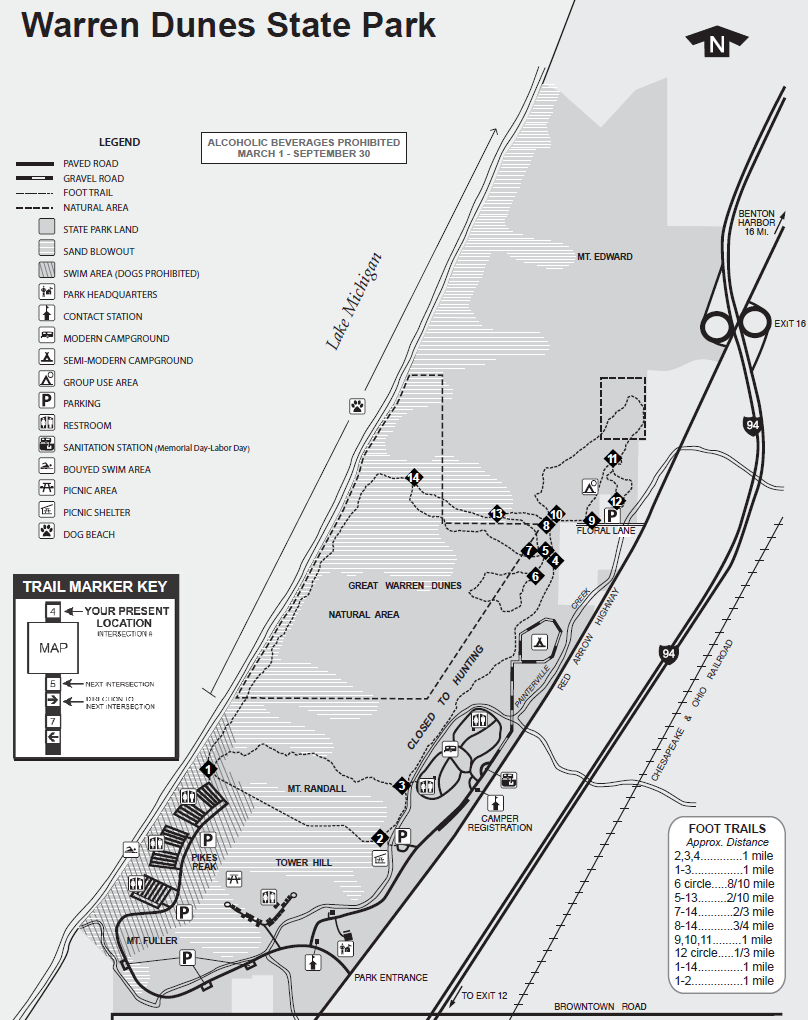 Warren Dunes State Park
N
LEGEND
PAVED ROAD
GRAVEL ROAD
FOOT TRAIL
NATURAL AREA
STATE PARK LAND
SAND BLOWOUT
SWIM AREA (DOGS PROHIBITED)
PARK HEADQUARTERS
CONTACT STATION
MODERN CAMPGROUND
SEMI-MODERN CAMPGROUND
GROUP USE AREA
P PARKING
RESTROOM
SANITATION STATION (Memorial Day-Labor Day)
BOUYED SWIM AREA
PICNIC AREA
PICNIC SHELTER
DOG BEACH
ALCOHOLIC BEVERAGES PROHIBITED
MARCH 1 - SEPTEMBER 30
Lake Michigan
BENTON
HARBOR
16 Mi.
MT. EDWARD
EXIT 16
94
11
14
12
13
10
9
P
8
FLORAL LANE
7
5
4
6
GREAT WARREN DUNES
NATURAL AREA
CREEK
PAINTERVILLE
RED ARROW HIGHWAY
94
CHESAPEAKE & OHIO RAILROAD
CLOSED TO HUNTING
TRAIL MARKER KEY
4
YOUR PRESENT
LOCATION
INTERSECTION #
MAP
5
NEXT INTERSECTION
DIRECTION TO
NEXT INTERSECTION
7
1
MT. RANDALL
3
CAMPER
REGISTRATION
2
P
P
PIKES
PEAK
TOWER HILL
P
MT. FULLER
P
PARK ENTRANCE
TO EXIT 12
BROWNTOWN ROAD
FOOT TRAILS
Approx. Distance
2,3,4.............1 mile
1-3.................1 mile
6 circle.....8/10 mile
5-13.........2/10 mile
7-14...........2/3 mile
8-14...........3/4 mile
9,10,11.........1 mile
12 circle.....1/3 mile
1-14..............1 mile
1-2................1 mile